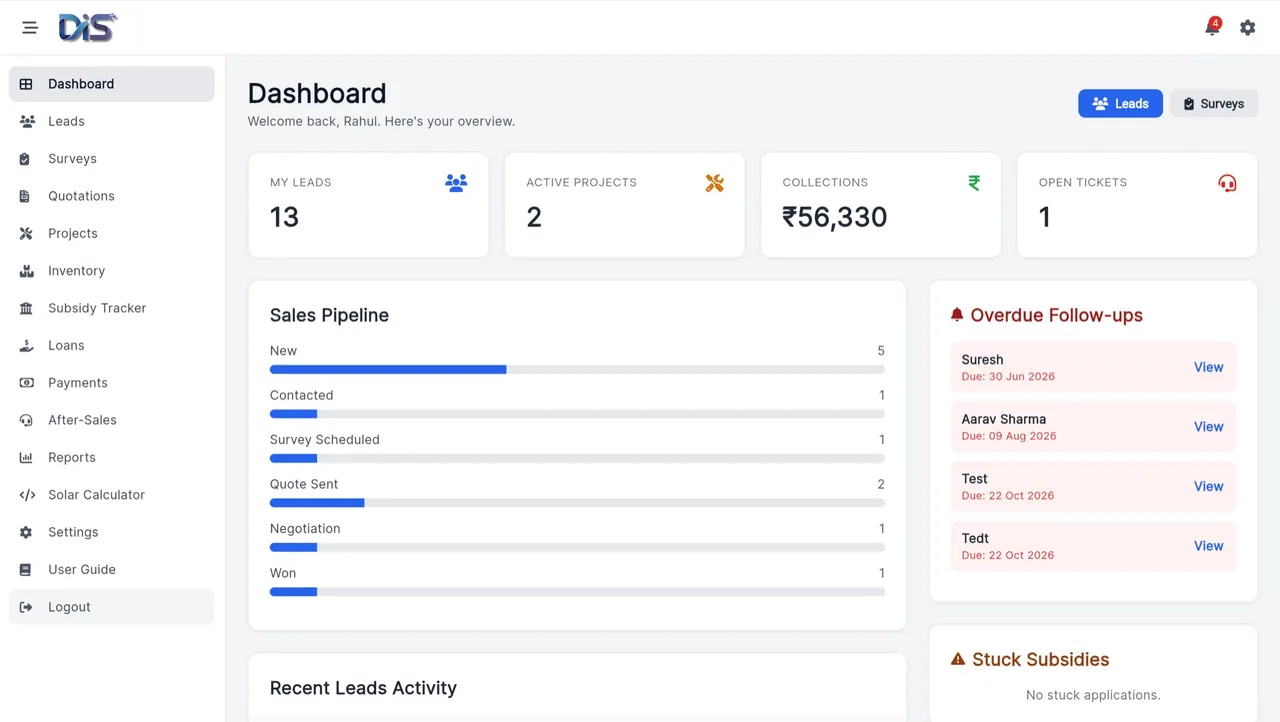 DiS
4
Dashboard
Leads
Surveys
Quotations
Projects
Inventory
Subsidy Tracker
Loans
Payments
After-Sales
Reports
Solar Calculator
Settings
User Guide
Logout
Dashboard
Welcome back, Rahul. Here's your overview.
Leads
Surveys
MY LEADS
13
ACTIVE PROJECTS
2
COLLECTIONS
₹
₹56,330
OPEN TICKETS
1
Sales Pipeline
New 5
Contacted 1
Survey Scheduled 1
Quote Sent 2
Negotiation 1
Won 1
Recent Leads Activity
Overdue Follow-ups
Suresh
Due: 30 Jun 2026
View
Aarav Sharma
Due: 09 Aug 2026
View
Test
Due: 22 Oct 2026
View
Tedt
Due: 22 Oct 2026
View
Stuck Subsidies
No stuck applications.